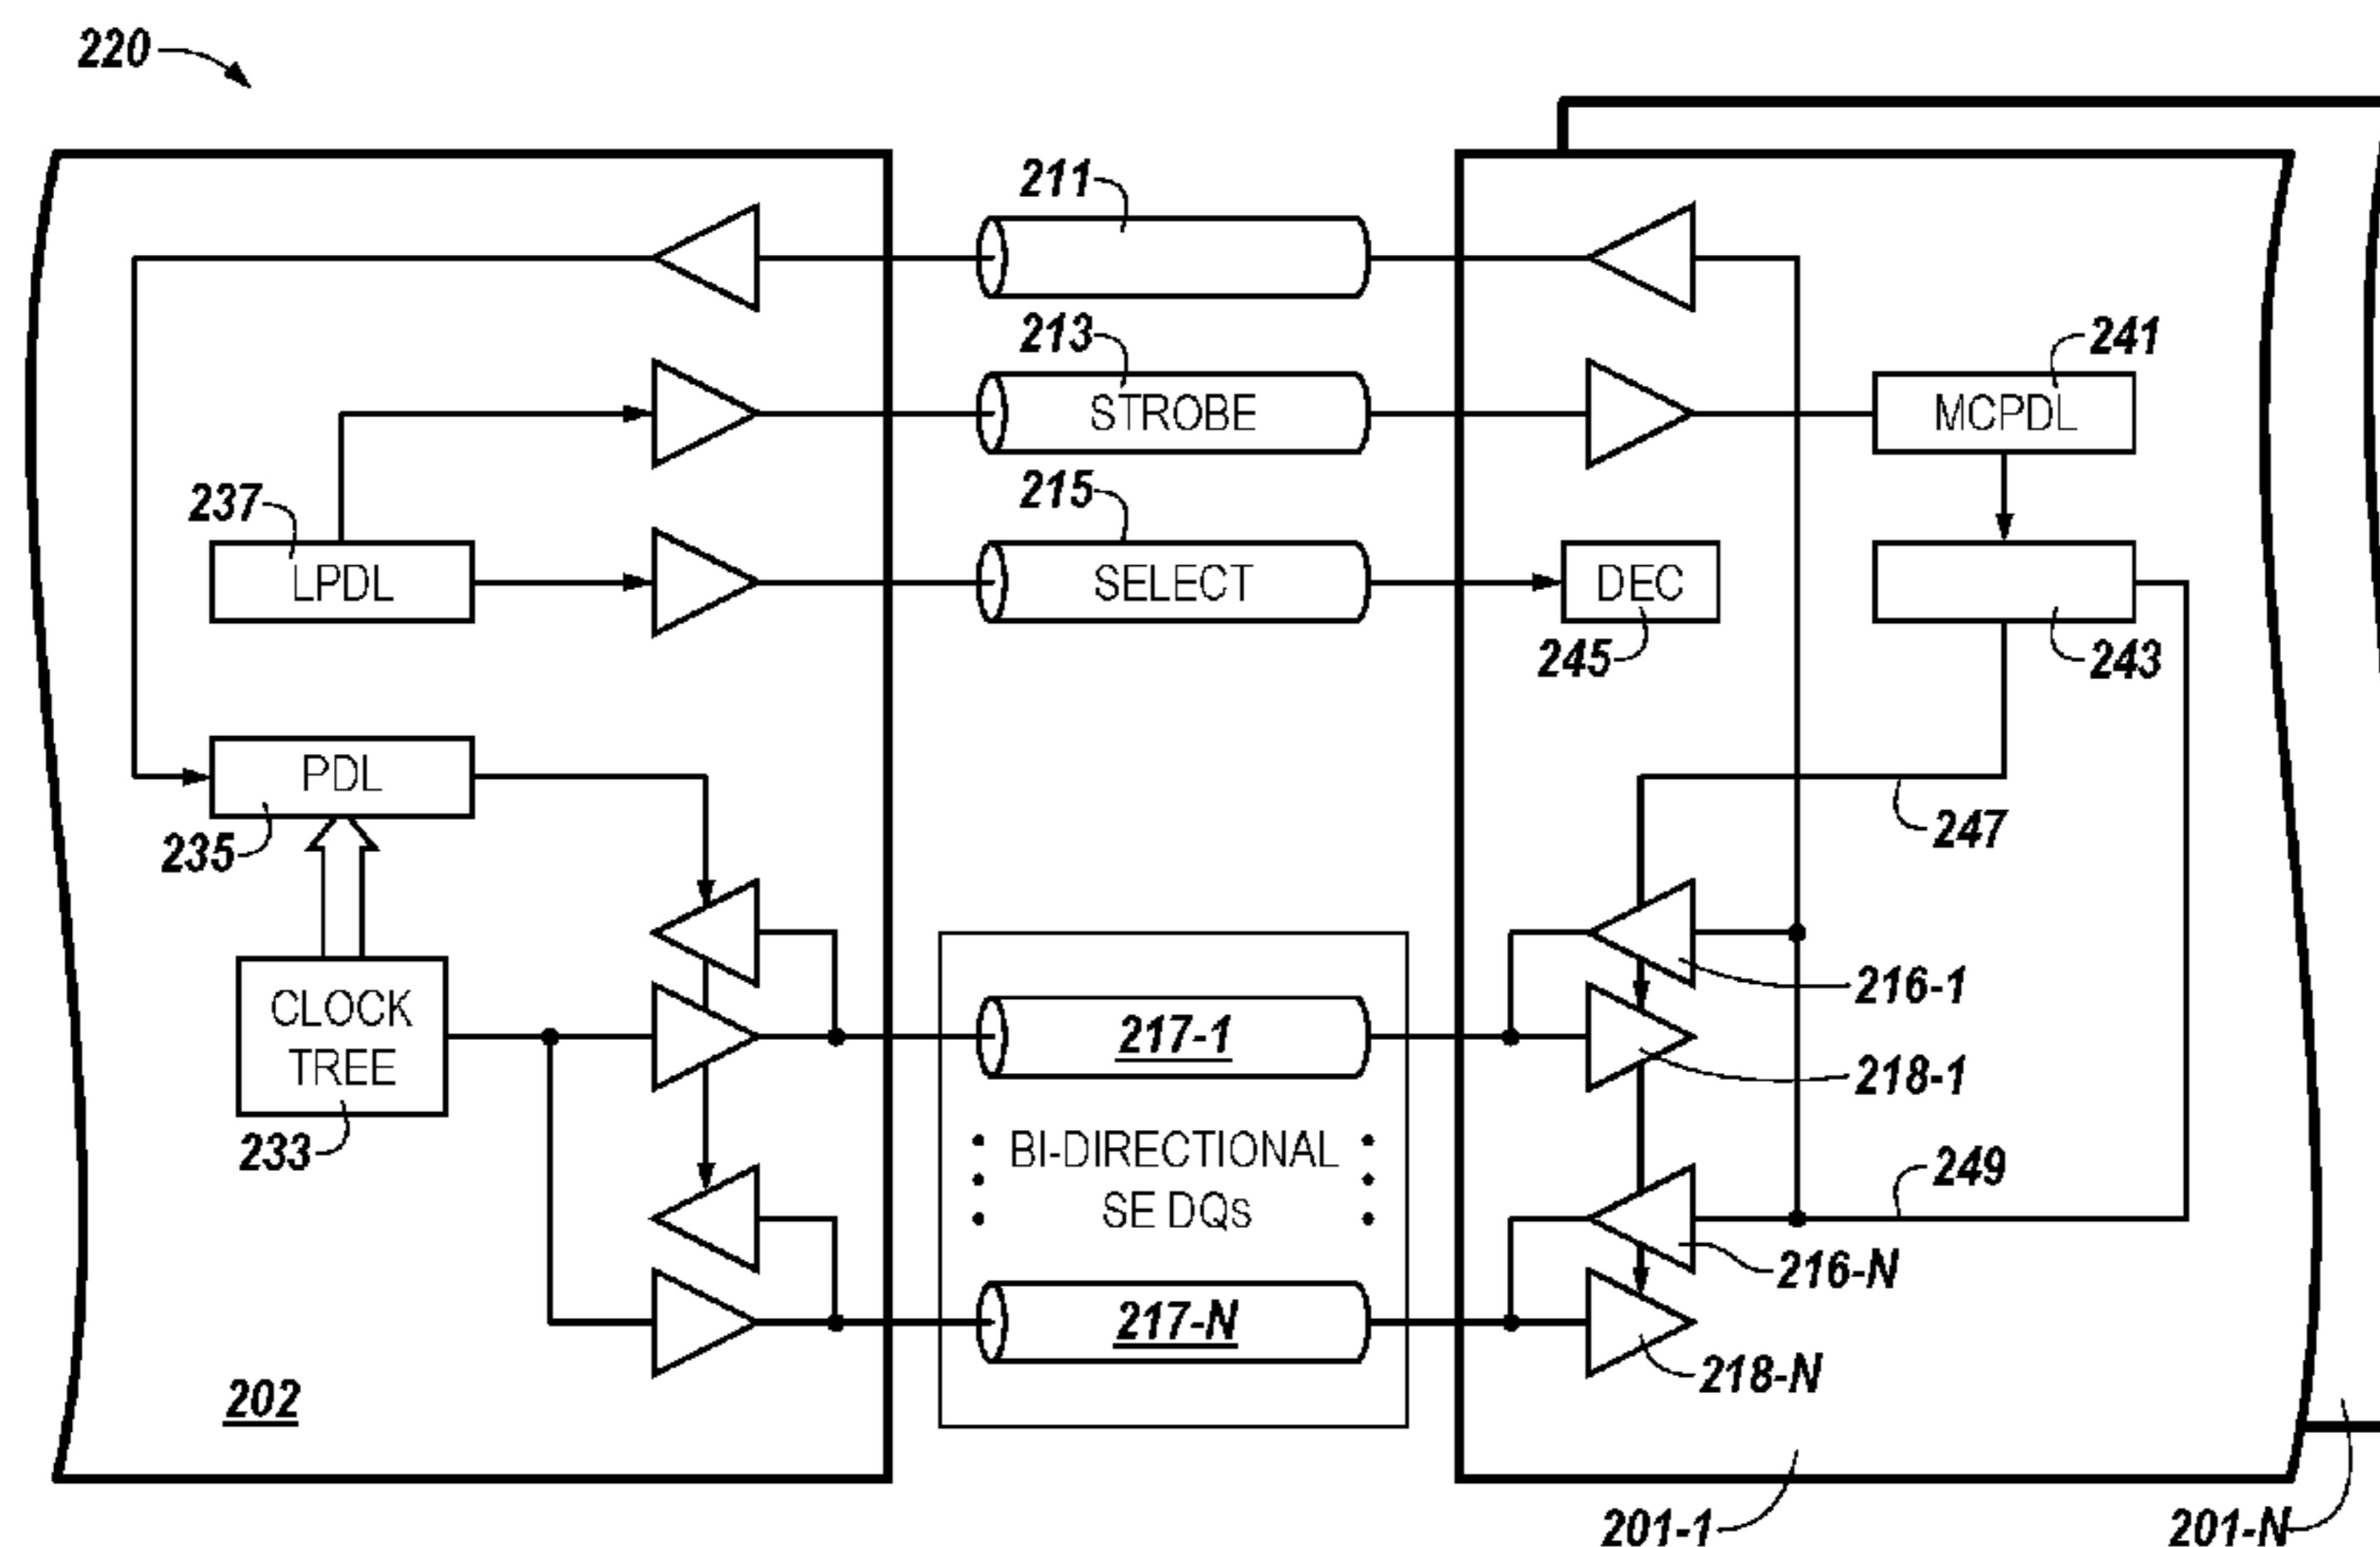 220
211
213
241
STROBE
MCPDL
237
215
LPDL
SELECT
DEC
245
243
PDL
235
247
CLOCK
TREE
216-1
217-1
218-1
233
BI-DIRECTIONAL
SE DQs
249
216-N
217-N
218-N
202
201-1
201-N